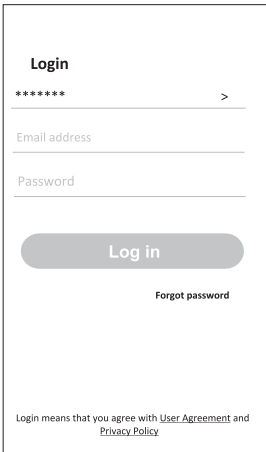 Login
*******
>
Email address
Password
Log in
Forgot password
Login means that you agree with User Agreement and
Privacy Policy